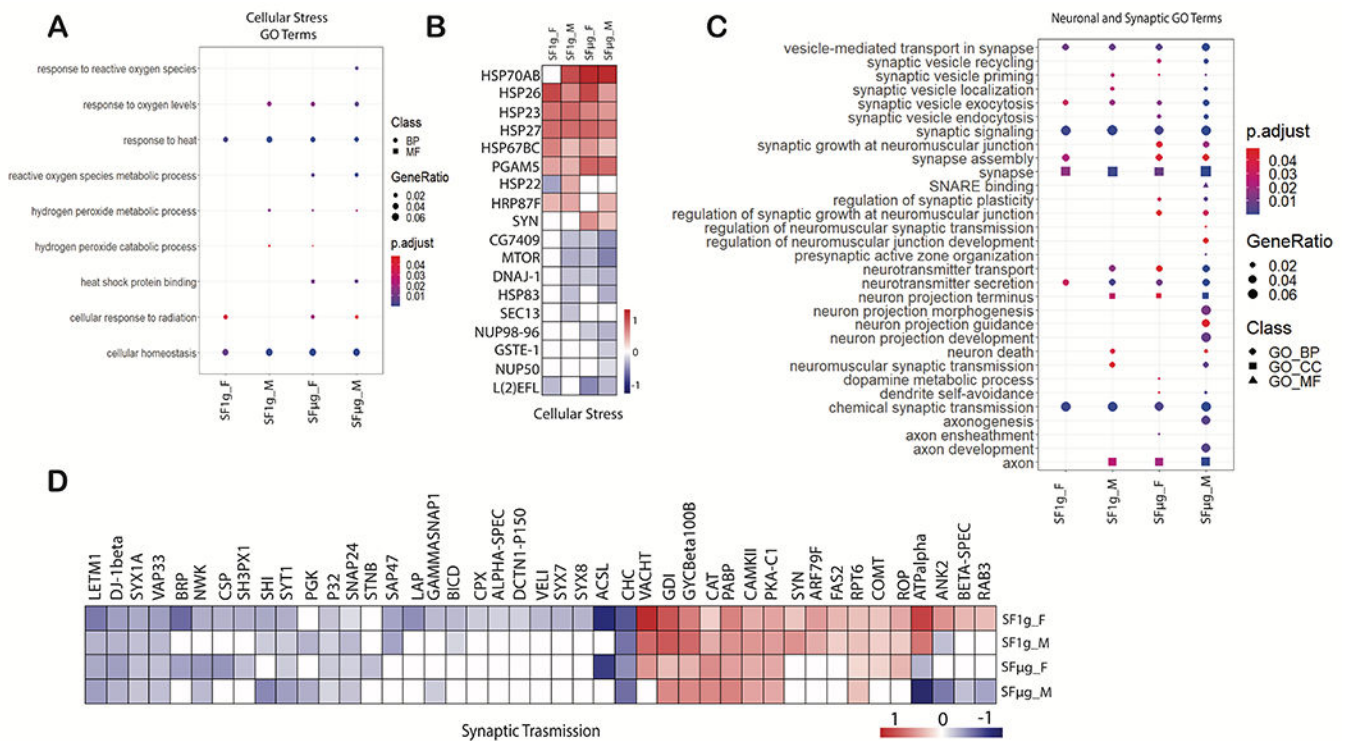 A
Cellular Stress
GO Terms
response to reactive oxygen species
response to oxygen levels
response to heat
reactive oxygen species metabolic process
hydrogen peroxide metabolic process
hydrogen peroxide catabolic process
heat shock protein binding
cellular response to radiation
cellular homeostasis
SF1g_F
SF1g_M
SFµg_F
SFµg_M
Class
BP
MF
GeneRatio
0.02
0.04
0.06
p.adjust
0.04
0.03
0.02
0.01
B
SF1g_F
SF1g_M
SFµg_F
SFµg_M
HSP70AB
HSP26
HSP23
HSP27
HSP67BC
PGAM5
HSP22
HRP87F
SYN
CG7409
MTOR
DNAJ-1
HSP83
SEC13
NUP98-96
GSTE-1
NUP50
L(2)EFL
1
0
-1
Cellular Stress
C
Neuronal and Synaptic GO Terms
vesicle-mediated transport in synapse
synaptic vesicle recycling
synaptic vesicle priming
synaptic vesicle localization
synaptic vesicle exocytosis
synaptic vesicle endocytosis
synaptic signaling
synaptic growth at neuromuscular junction
synapse assembly
synapse
SNARE binding
regulation of synaptic plasticity
regulation of synaptic growth at neuromuscular junction
regulation of neuromuscular synaptic transmission
regulation of neuromuscular junction development
presynaptic active zone organization
neurotransmitter transport
neurotransmitter secretion
neuron projection terminus
neuron projection morphogenesis
neuron projection guidance
neuron projection development
neuron death
neuromuscular synaptic transmission
dopamine metabolic process
dendrite self-avoidance
chemical synaptic transmission
axonogenesis
axon ensheathment
axon development
axon
SF1g_F
SF1g_M
SFµg_F
SFµg_M
p.adjust
0.04
0.03
0.02
0.01
GeneRatio
0.02
0.04
0.06
Class
GO_BP
GO_CC
GO_MF
D
LETM1
DJ-1beta
SYX1A
VAP33
BRP
NWK
CSP
SH3PX1
SHI
SYT1
PGK
P32
SNAP24
STNB
SAP47
LAP
GAMMASNAP1
BICD
CPX
ALPHA-SPEC
DCTN1-P150
VELI
SYX7
SYX8
ACSL
CHC
VACHT
GDI
GYCBeta100B
CAT
PABP
CAMKII
PKA-C1
SYN
ARF79F
FAS2
RPT6
COMT
ROP
ATPalpha
ANK2
BETA-SPEC
RAB3
SF1g_F
SF1g_M
SFµg_F
SFµg_M
Synaptic Trasmission
1 0 -1